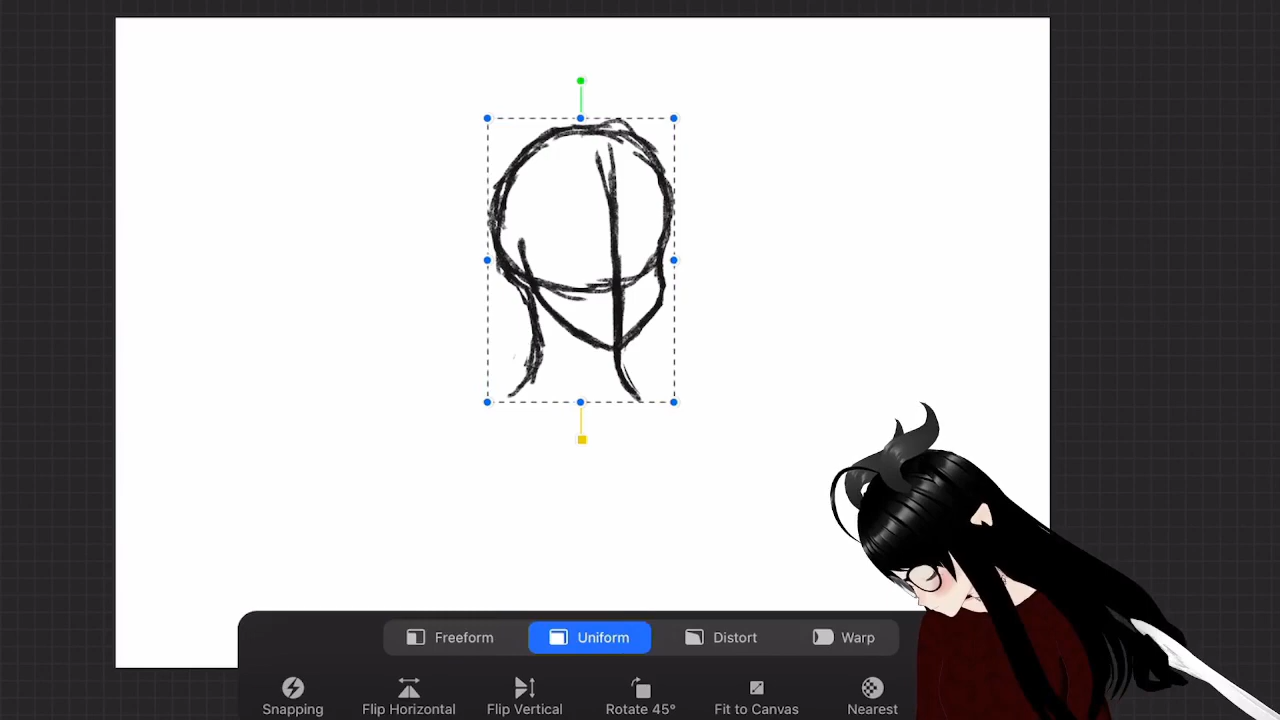 Freeform Uniform Distort Warp
Snapping Flip Horizontal Flip Vertical Rotate 45° Fit to Canvas Nearest